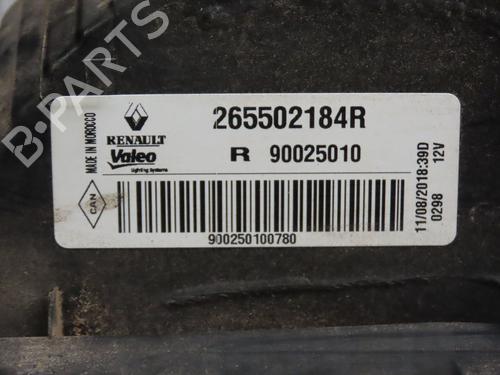 B-PARTS
MADE IN MOROCCO
RENAULT
Valeo
Lighting Systems
265502184R
R 90025010
CAN
900250100780
11/08/2018:39D
0298 12V